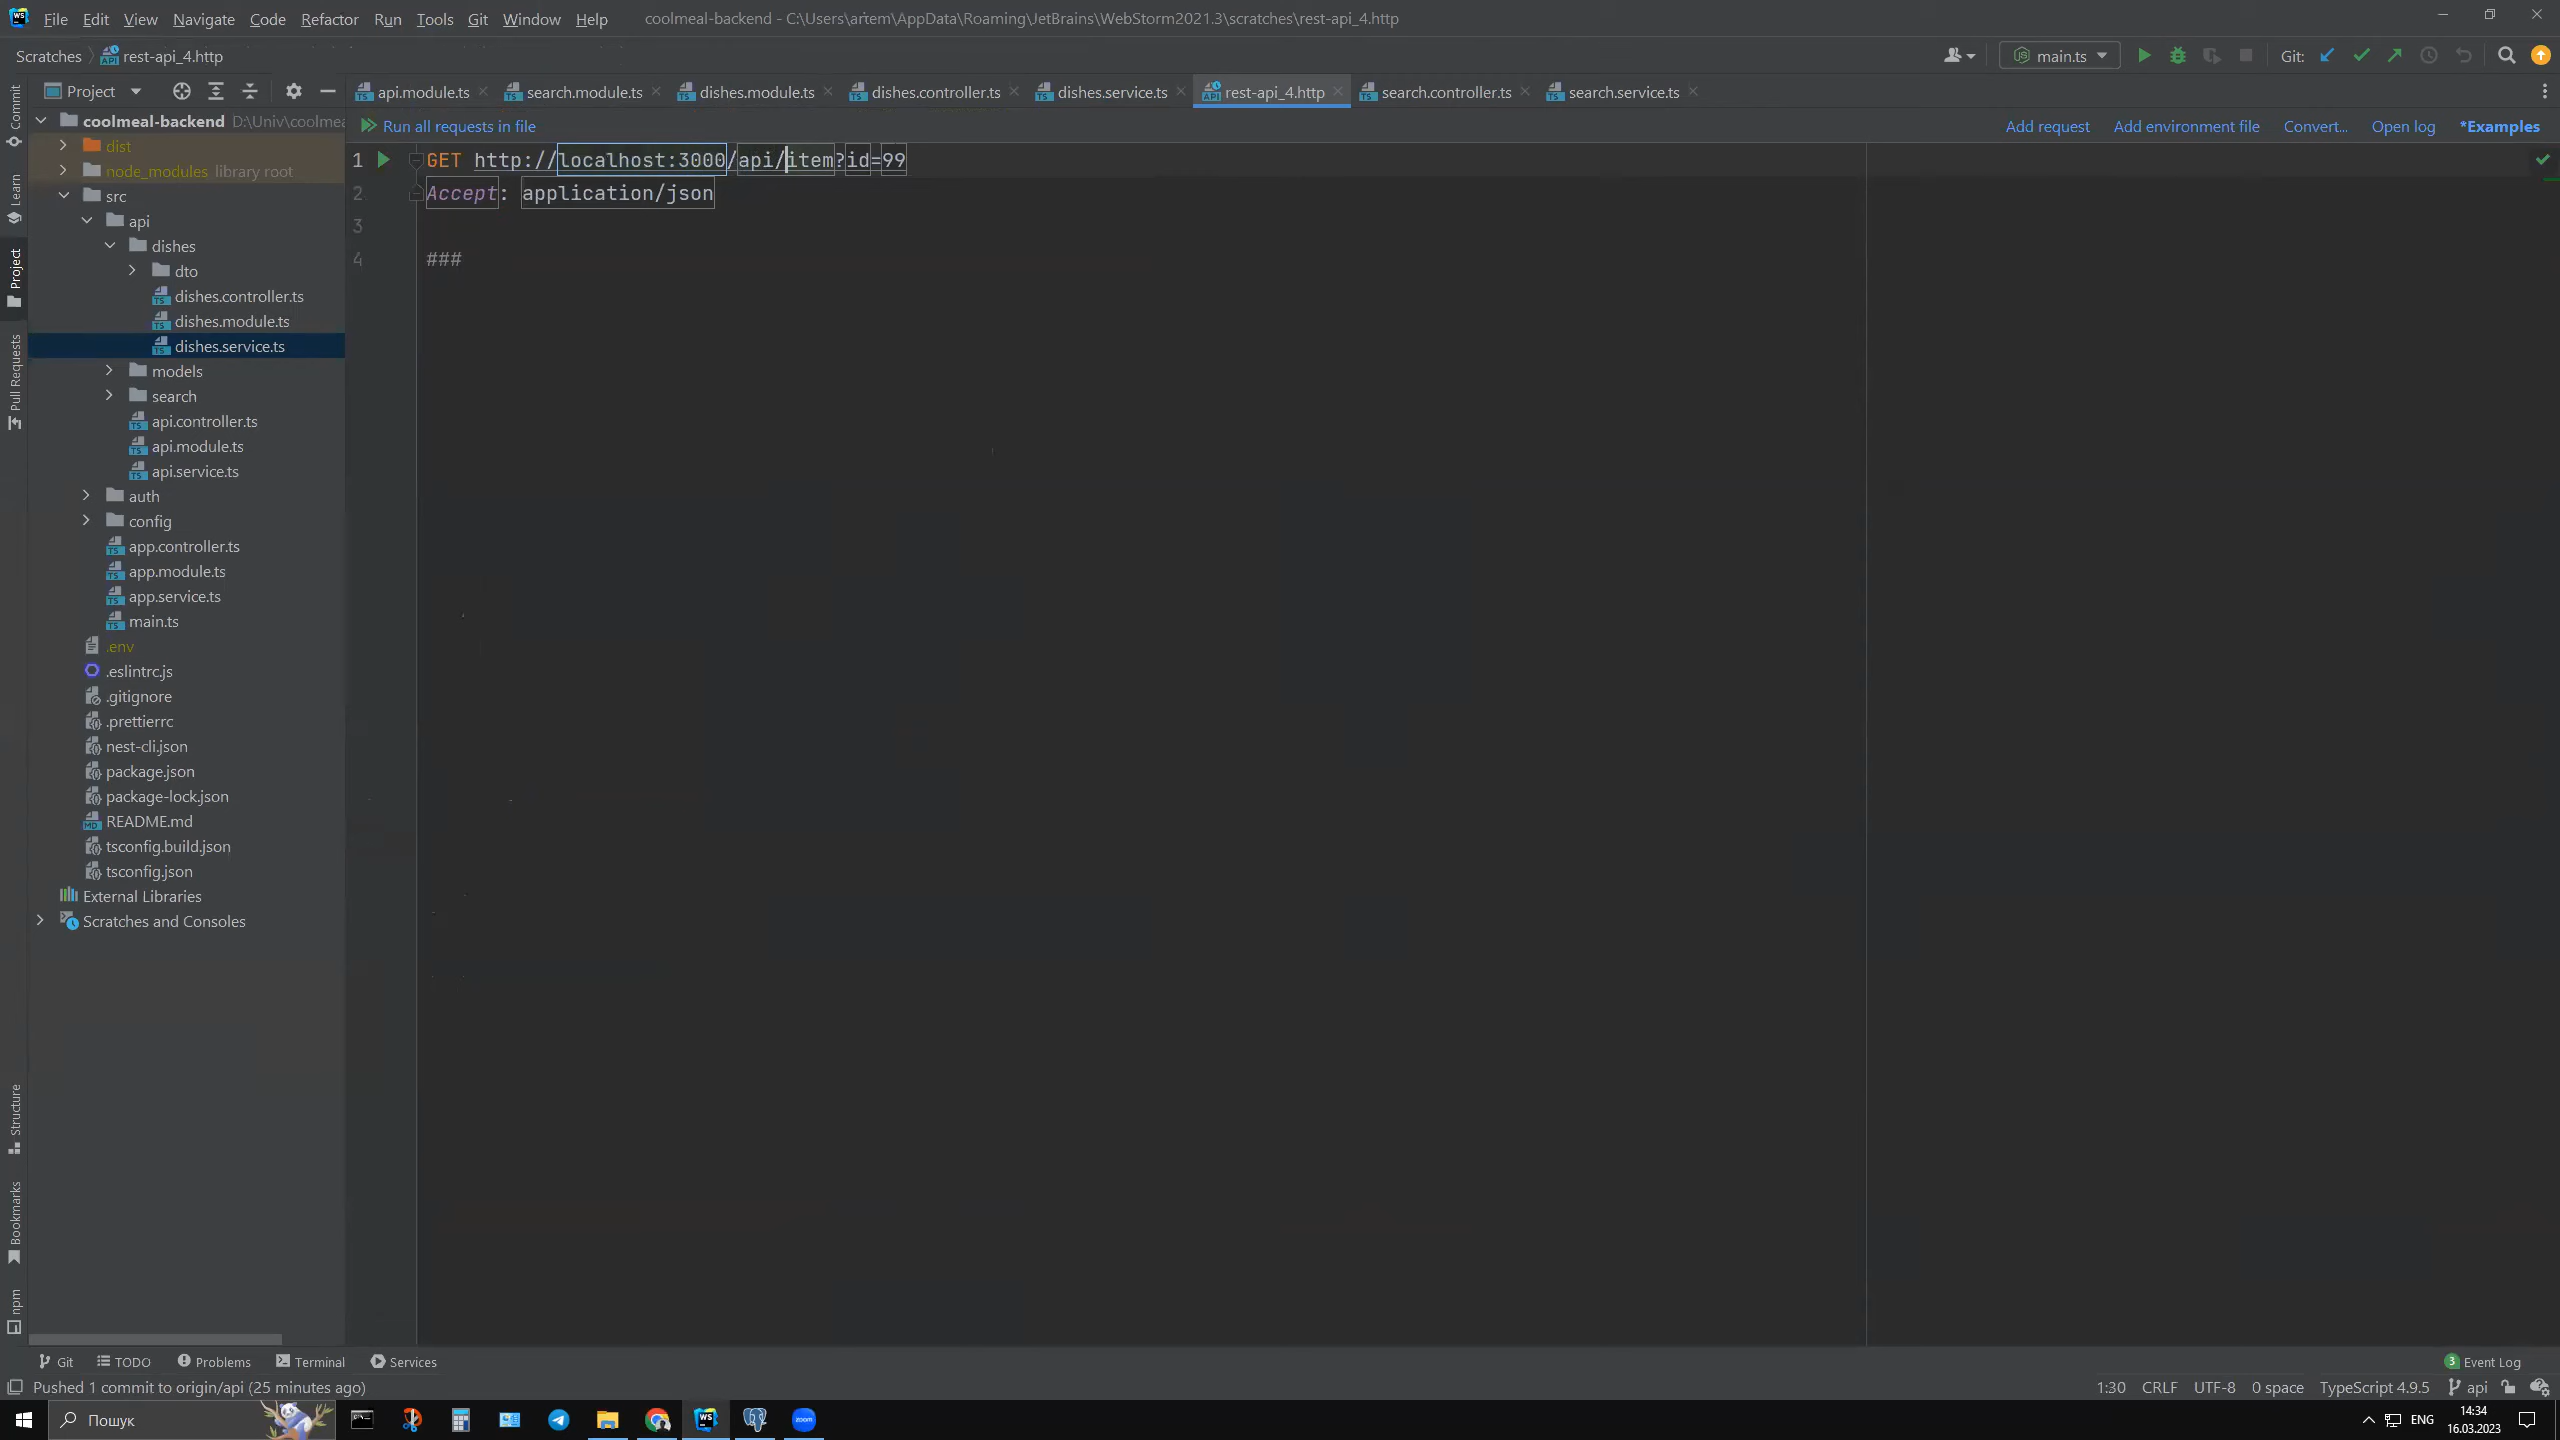 File Edit View Navigate Code Refactor Run Tools Git Window Help coolmeal-backend - C:\Users\artem\AppData\Roaming\JetBrains\WebStorm2021.3\scratches\rest-api_4.http
Scratches rest-api_4.http main.ts Git:
Project api.module.ts search.module.ts dishes.module.ts dishes.controller.ts dishes.service.ts rest-api_4.http search.controller.ts search.service.ts
Run all requests in file Add request Add environment file Convert... Open log *Examples
coolmeal-backend D:\Univ\coolmea
dist
node_modules library root
src
api
dishes
dto
dishes.controller.ts
dishes.module.ts
dishes.service.ts
models
search
api.controller.ts
api.module.ts
api.service.ts
auth
config
app.controller.ts
app.module.ts
app.service.ts
main.ts
.env
.eslintrc.js
.gitignore
.prettierrc
nest-cli.json
package.json
package-lock.json
README.md
tsconfig.build.json
tsconfig.json
External Libraries
Scratches and Consoles
1 GET http://localhost:3000/api/item?id=99
2 Accept: application/json
3
4 ###
Commit
Learn
Project
Pull Requests
Structure
Bookmarks
npm
Git TODO Problems Terminal Services 3 Event Log
Pushed 1 commit to origin/api (25 minutes ago) 1:30 CRLF UTF-8 0 space TypeScript 4.9.5 api
Пошук ENG 14:34
16.03.2023